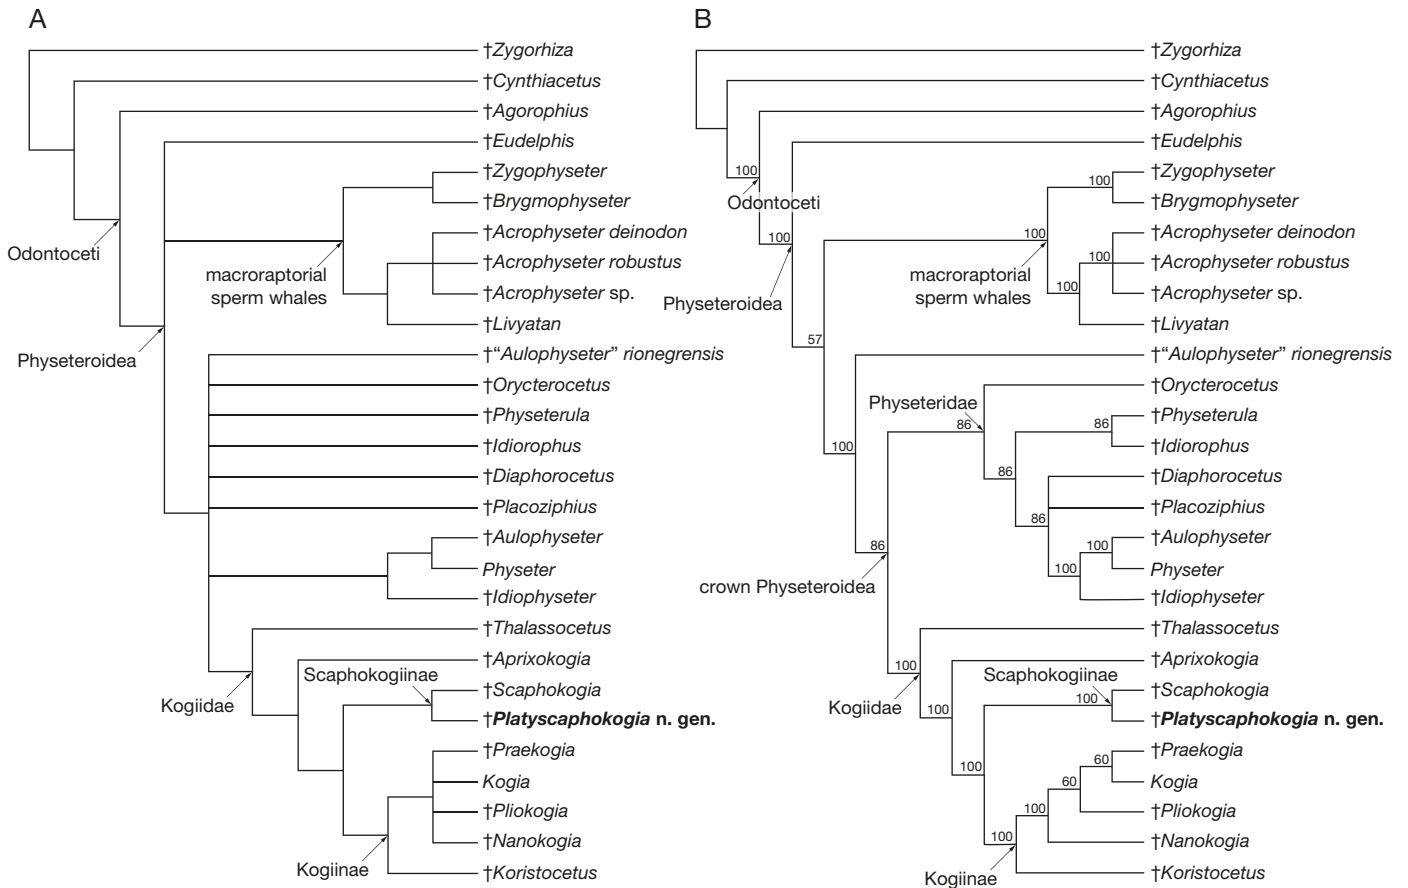 A
†Zygorhiza
†Cynthiacetus
†Agorophius
†Eudelphis
†Zygophyseter
†Brygmophyseter
†Acrophyseter deinodon
†Acrophyseter robustus
†Acrophyseter sp.
†Livyatan
†“Aulophyseter” rionegrensis
†Orycterocetus
†Physeterula
†Idiorophus
†Diaphorocetus
†Placoziphius
†Aulophyseter
Physeter
†Idiophyseter
†Thalassocetus
†Aprixokogia
†Scaphokogia
†Platyscaphokogia n. gen.
†Praekogia
Kogia
†Pliokogia
†Nanokogia
†Koristocetus
Odontoceti
macroraptorial
sperm whales
Physeteroidea
Scaphokogiinae
Kogiidae
Kogiinae
B
†Zygorhiza
†Cynthiacetus
†Agorophius
†Eudelphis
†Zygophyseter
†Brygmophyseter
†Acrophyseter deinodon
†Acrophyseter robustus
†Acrophyseter sp.
†Livyatan
†“Aulophyseter” rionegrensis
†Orycterocetus
†Physeterula
†Idiorophus
†Diaphorocetus
†Placoziphius
†Aulophyseter
Physeter
†Idiophyseter
†Thalassocetus
†Aprixokogia
†Scaphokogia
†Platyscaphokogia n. gen.
†Praekogia
Kogia
†Pliokogia
†Nanokogia
†Koristocetus
100
Odontoceti
100
100
100
macroraptorial
sperm whales
100
100
Physeteroidea
57
Physeteridae
86
86
100
86
86
86
100
100
crown Physeteroidea
100
Scaphokogiinae
100
Kogiidae
100
100
60
60
100
100
Kogiinae